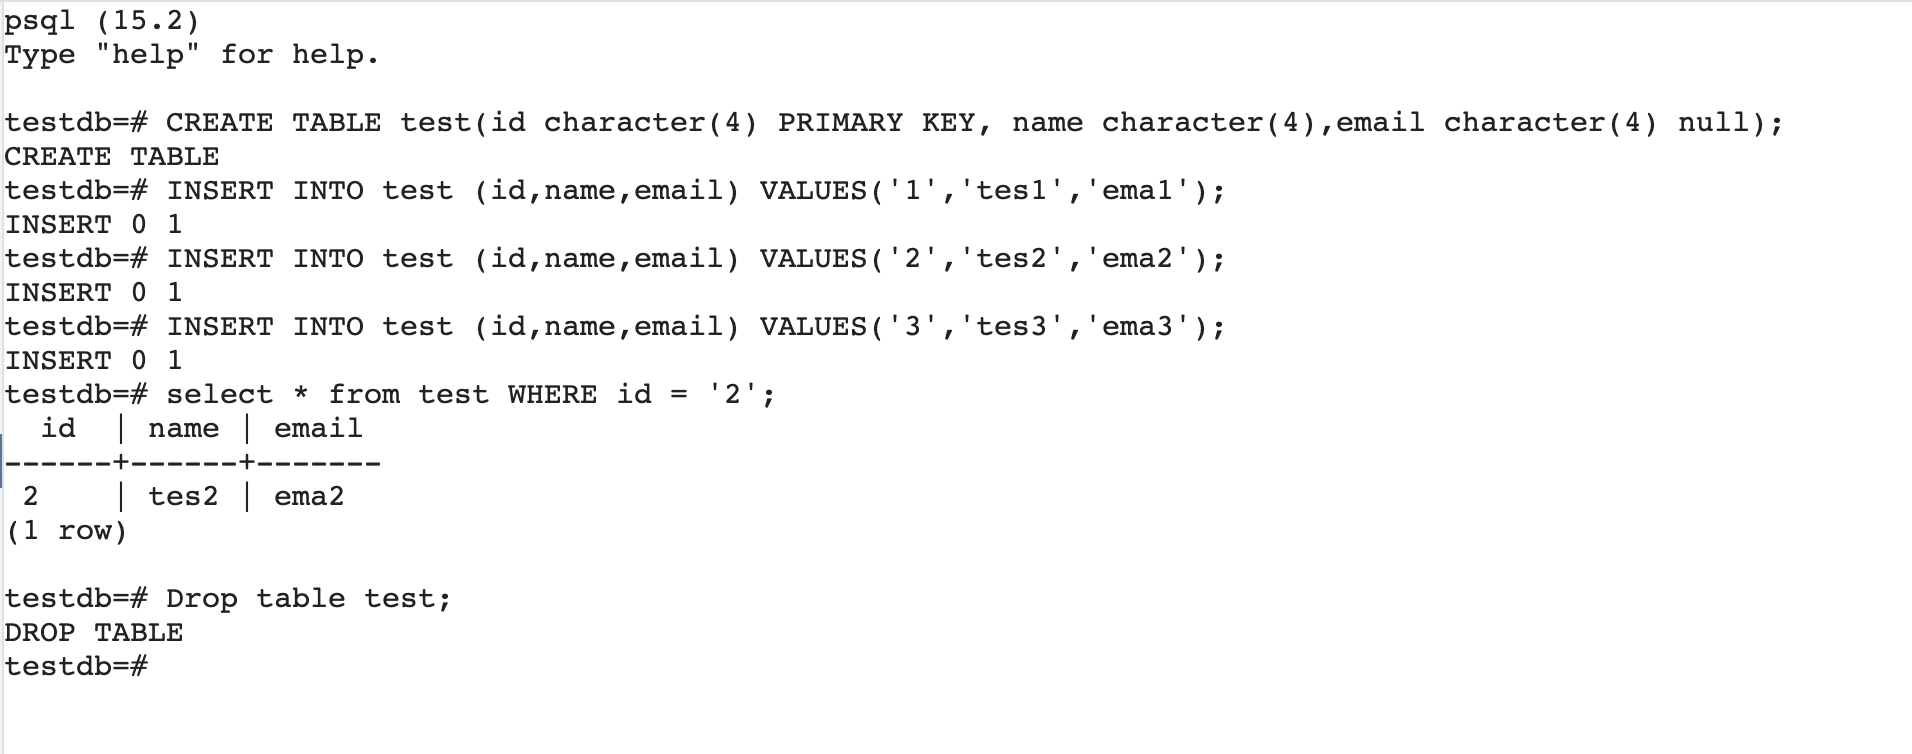 psql (15.2)
Type "help" for help.

testdb=# CREATE TABLE test(id character(4) PRIMARY KEY, name character(4),email character(4) null);
CREATE TABLE
testdb=# INSERT INTO test (id,name,email) VALUES('1','tes1','ema1');
INSERT 0 1
testdb=# INSERT INTO test (id,name,email) VALUES('2','tes2','ema2');
INSERT 0 1
testdb=# INSERT INTO test (id,name,email) VALUES('3','tes3','ema3');
INSERT 0 1
testdb=# select * from test WHERE id = '2';
  id  | name | email
------+------+-------
 2    | tes2 | ema2
(1 row)

testdb=# Drop table test;
DROP TABLE
testdb=#